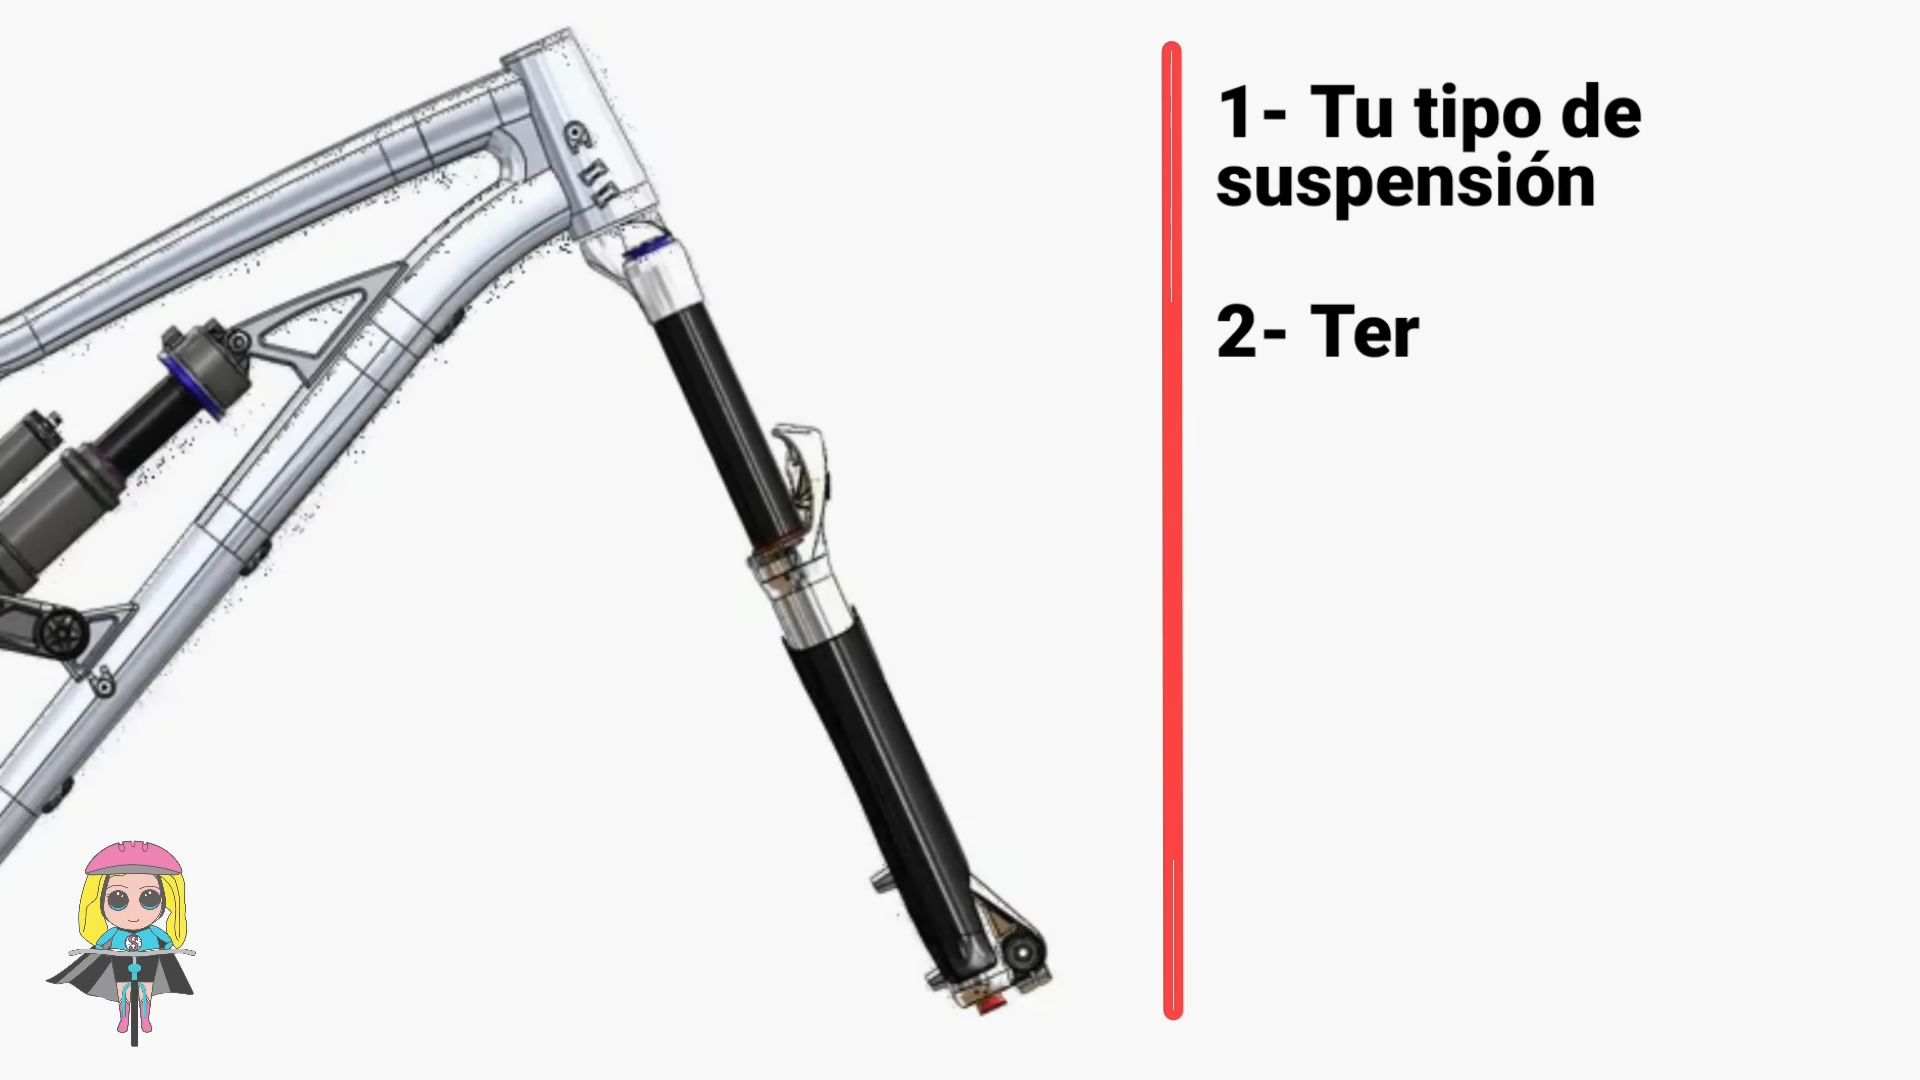 1- Tu tipo de
suspensión
2- Ter